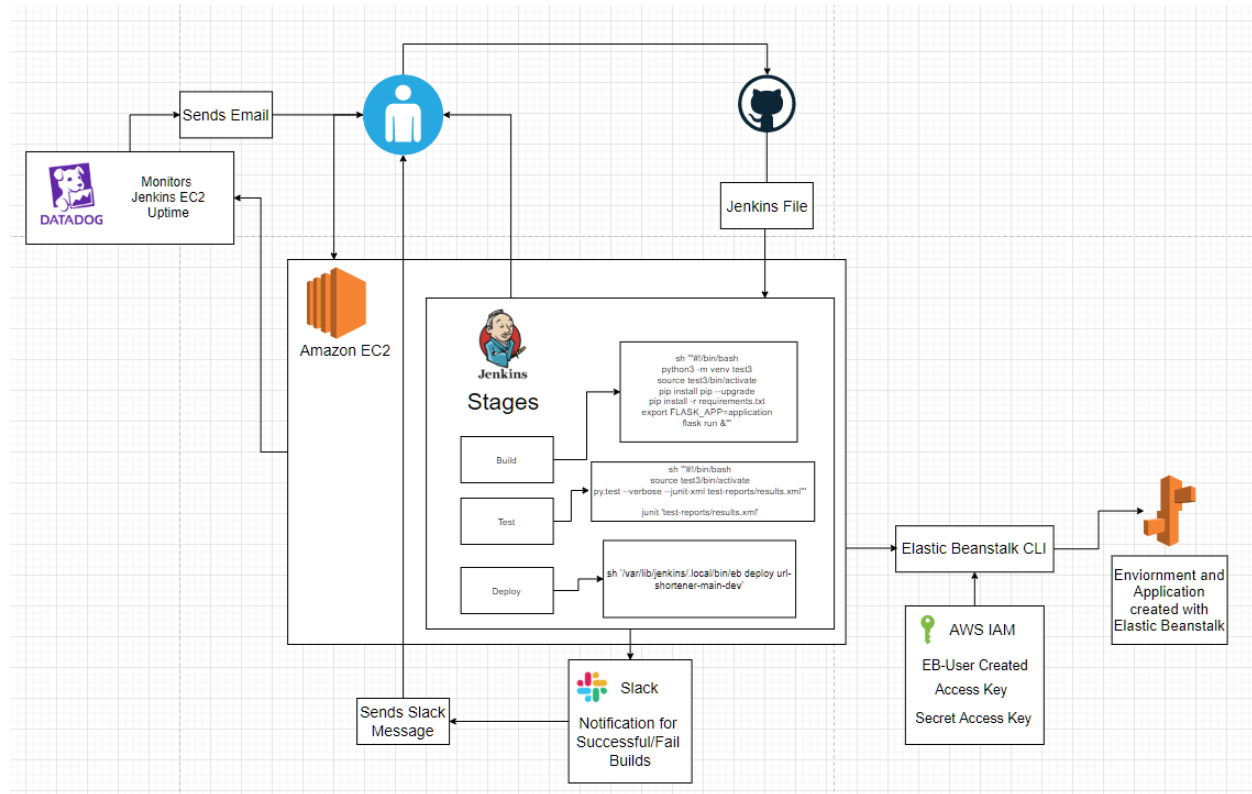 Sends Email
DATADOG
Monitors
Jenkins EC2
Uptime
Jenkins File
Amazon EC2
Jenkins
Stages
sh '''#!/bin/bash
python3 -m venv test3
source test3/bin/activate
pip install pip --upgrade
pip install -r requirements.txt
export FLASK_APP=application
flask run &'''
Build
sh '''#!/bin/bash
source test3/bin/activate
py.test --verbose --junit-xml test-reports/results.xml'''
junit 'test-reports/results.xml'
Test
sh '/var/lib/jenkins/.local/bin/eb deploy url-
shortener-main-dev'
Deploy
Elastic Beanstalk CLI
Enviornment and
Application
created with
Elastic Beanstalk
AWS IAM
EB-User Created
Access Key
Secret Access Key
Slack
Notification for
Successful/Fail
Builds
Sends Slack
Message